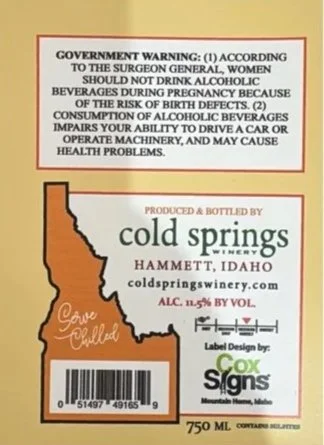 GOVERNMENT WARNING: (1) ACCORDING
TO THE SURGEON GENERAL, WOMEN
SHOULD NOT DRINK ALCOHOLIC
BEVERAGES DURING PREGNANCY BECAUSE
OF THE RISK OF BIRTH DEFECTS. (2)
CONSUMPTION OF ALCOHOLIC BEVERAGES
IMPAIRS YOUR ABILITY TO DRIVE A CAR OR
OPERATE MACHINERY, AND MAY CAUSE
HEALTH PROBLEMS.
PRODUCED & BOTTLED BY
cold springs
WINERY
HAMMETT, IDAHO
coldspringswinery.com
ALC. 11.5% BY VOL.
Serve
Chilled
Label Design by:
Cox
Signs
Mountain Home, Idaho
0 51497 49165 9
750 ML CONTAINS SULFITES